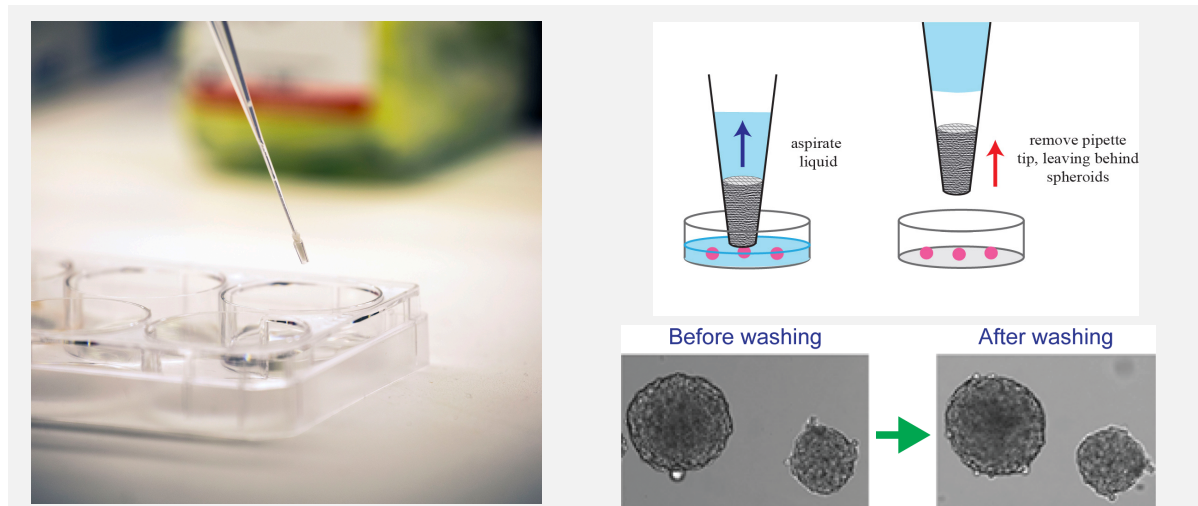 aspirate
liquid
remove pipette
tip, leaving behind
spheroids
Before washing
After washing